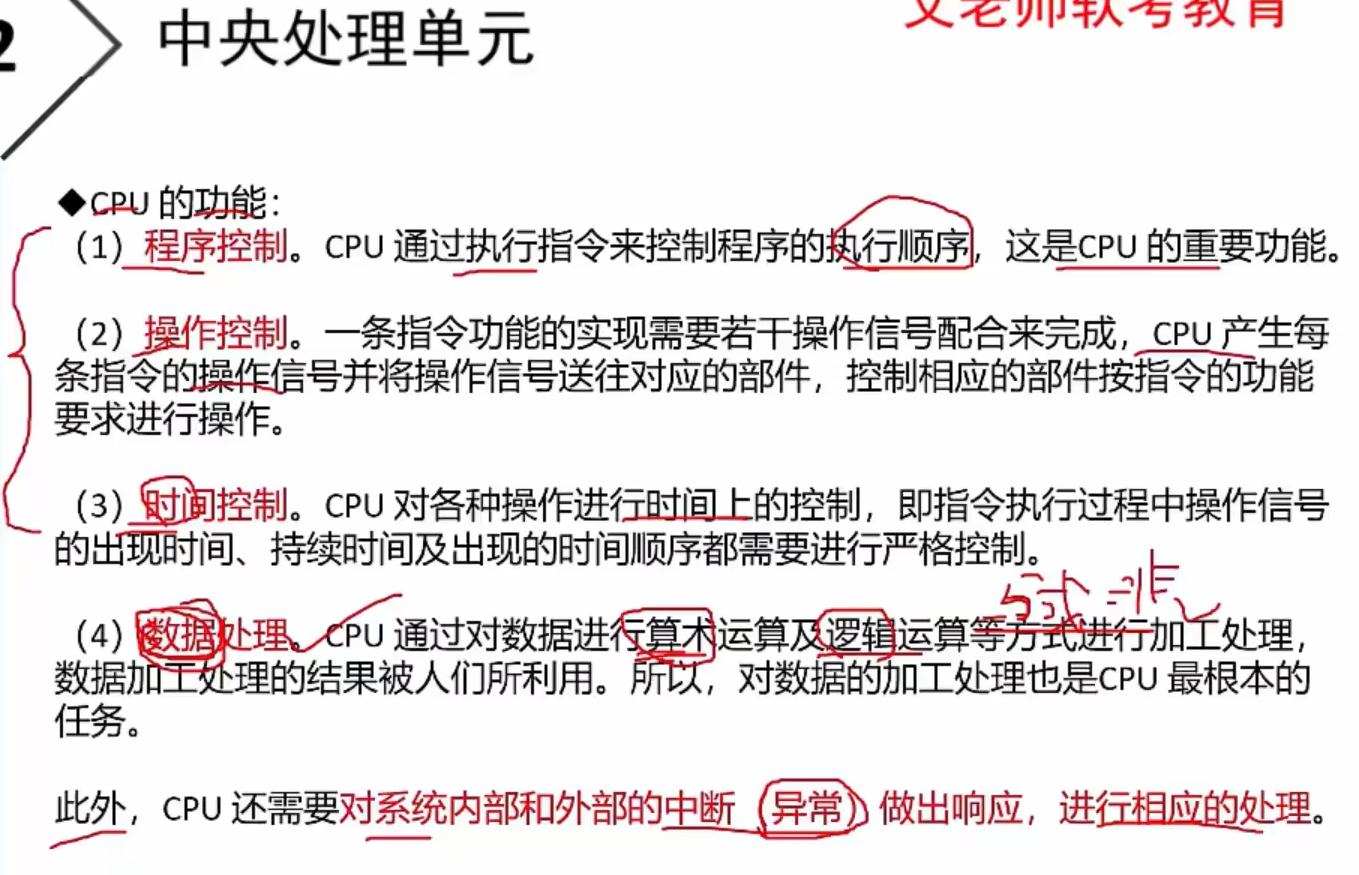 2
中央处理单元
文老师软考教育
◆CPU 的功能：
（1）程序控制。CPU 通过执行指令来控制程序的执行顺序，这是CPU 的重要功能。
（2）操作控制。一条指令功能的实现需要若干操作信号配合来完成，CPU 产生每
条指令的操作信号并将操作信号送往对应的部件，控制相应的部件按指令的功能
要求进行操作。
（3）时间控制。CPU 对各种操作进行时间上的控制，即指令执行过程中操作信号
的出现时间、持续时间及出现的时间顺序都需要进行严格控制。
（4）数据处理。CPU 通过对数据进行算术运算及逻辑运算等方式进行加工处理，
数据加工处理的结果被人们所利用。所以，对数据的加工处理也是CPU 最根本的
任务。
此外，CPU 还需要对系统内部和外部的中断（异常）做出响应，进行相应的处理。